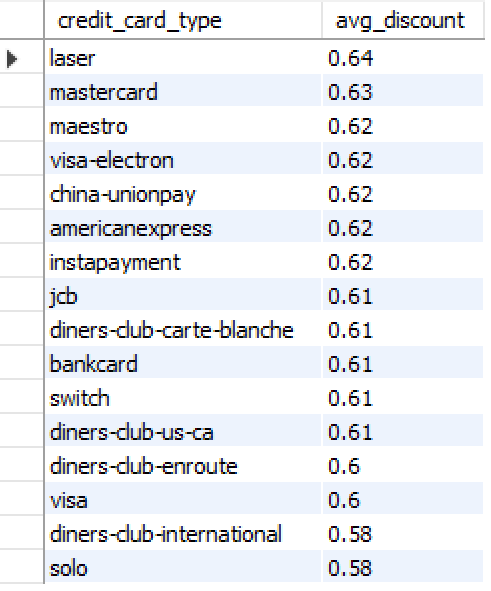 credit_card_type avg_discount
laser 0.64
mastercard 0.63
maestro 0.62
visa-electron 0.62
china-unionpay 0.62
americanexpress 0.62
instapayment 0.62
jcb 0.61
diners-club-carte-blanche 0.61
bankcard 0.61
switch 0.61
diners-club-us-ca 0.61
diners-club-enroute 0.6
visa 0.6
diners-club-international 0.58
solo 0.58